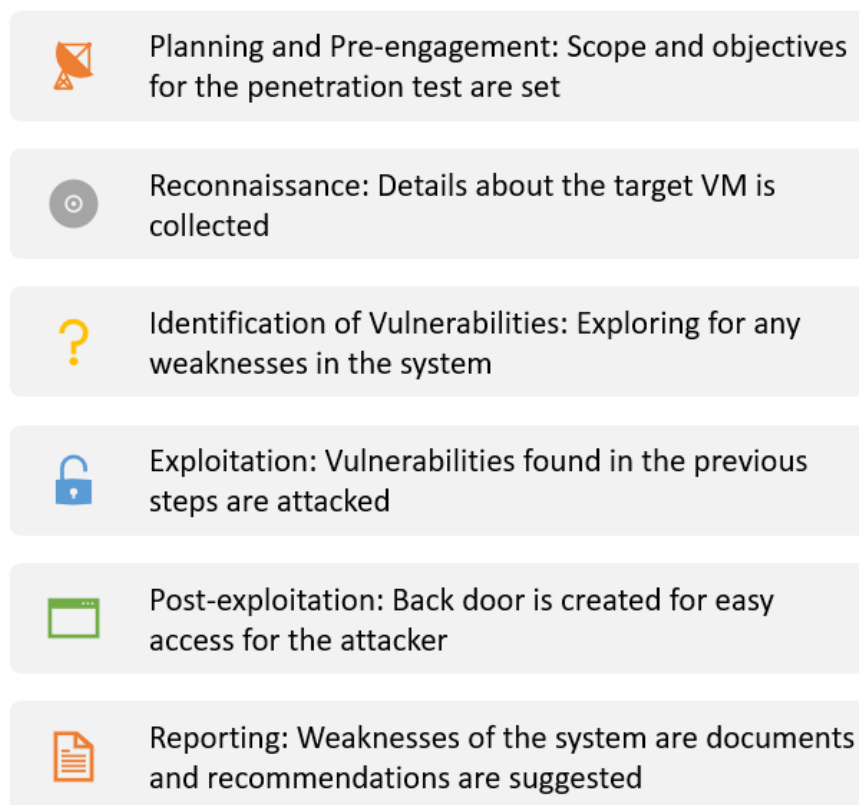 Planning and Pre-engagement: Scope and objectives
for the penetration test are set
Reconnaissance: Details about the target VM is
collected
Identification of Vulnerabilities: Exploring for any
weaknesses in the system
Exploitation: Vulnerabilities found in the previous
steps are attacked
Post-exploitation: Back door is created for easy
access for the attacker
Reporting: Weaknesses of the system are documents
and recommendations are suggested